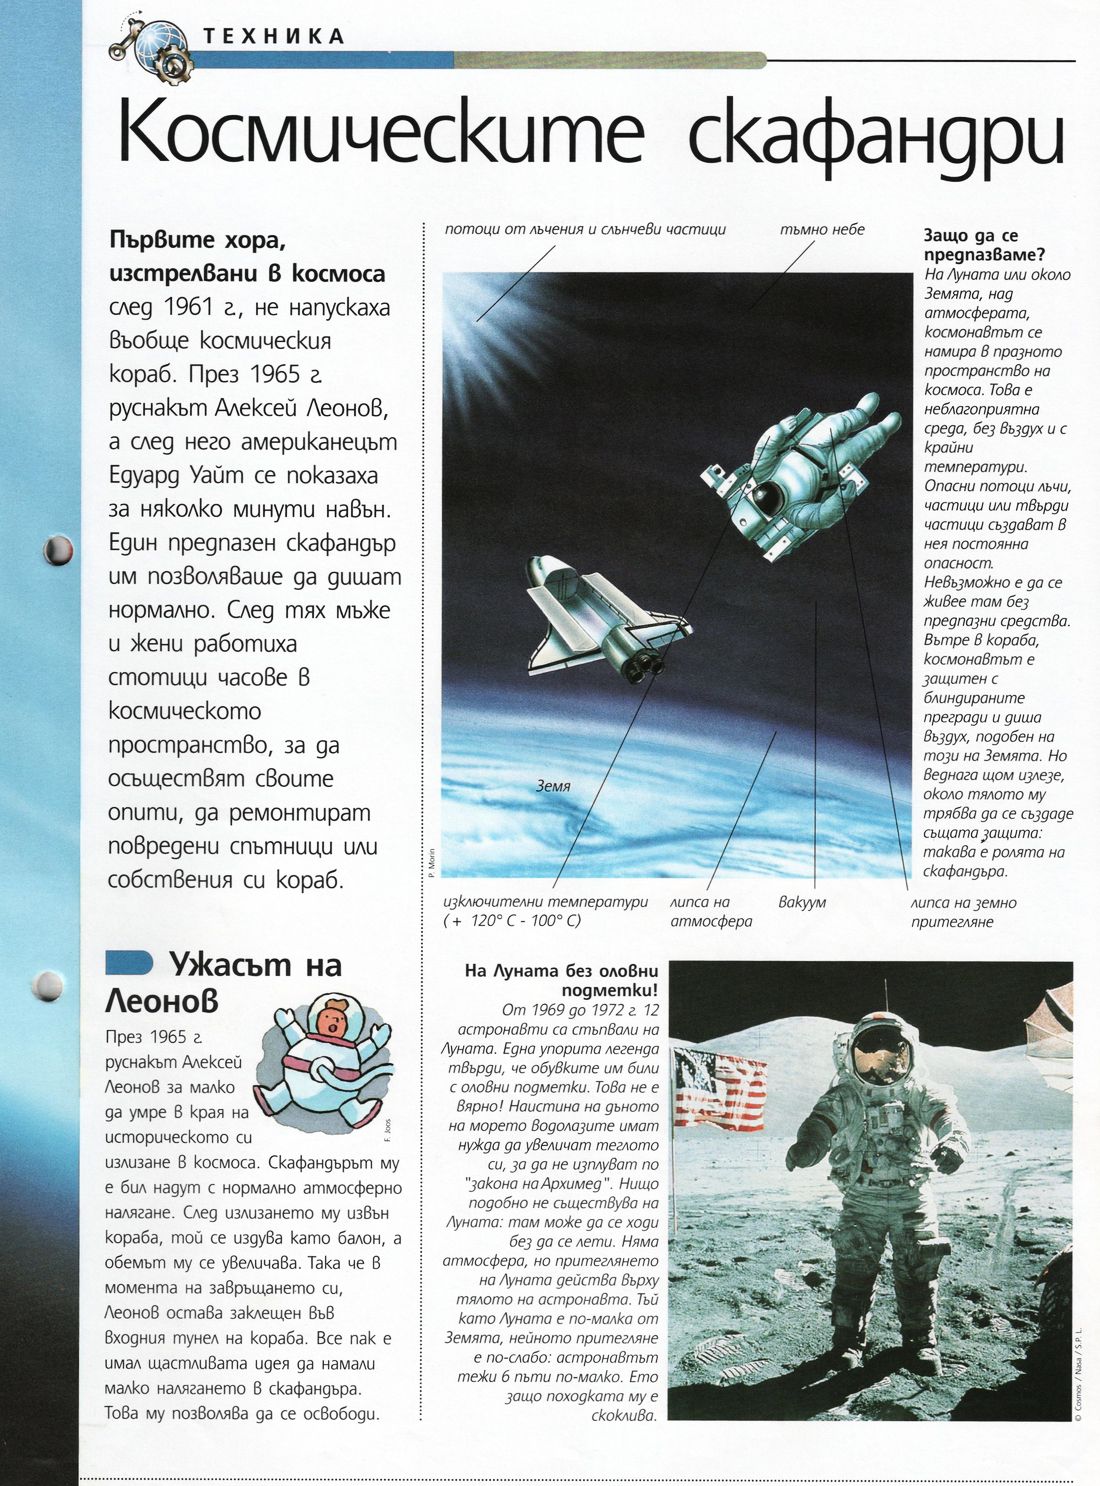 ТЕХНИКА
Космическите скафандри
Първите хора,
изстрелвани в космоса
след 1961 г., не напускаха
въобще космическия
кораб. През 1965 г.
руснакът Алексей Леонов,
а след него американецът
Едуард Уайт се показаха
за няколко минути навън.
Един предпазен скафандър
им позволяваше да дишат
нормално. След тях мъже
и жени работиха
стотици часове в
космическото
пространство, за да
осъществят своите
опити, да ремонтират
повредени спътници или
собствения си кораб.
потоци от лъчения и слънчеви частици
тъмно небе
Земя
P. Morin
изключителни температури
(+ 120° C - 100° C)
липса на
атмосфера
вакуум
липса на земно
притегляне
Защо да се
предпазваме?
На Луната или около
Земята, над
атмосферата,
космонавтът се
намира в празното
пространство на
космоса. Това е
неблагоприятна
среда, без въздух и с
крайни
температури.
Опасни потоци лъчи,
частици или твърди
частици създават в
нея постоянна
опасност.
Невъзможно е да се
живее там без
предпазни средства.
Вътре в кораба,
космонавтът е
защитен с
блиндираните
прегради и диша
въздух, подобен на
този на Земята. Но
веднага щом излезе,
около тялото му
трябва да се създаде
същата защита:
такава е ролята на
скафандъра.
Ужасът на
Леонов
През 1965 г.
руснакът Алексей
Леонов за малко
да умре в края на
историческото си
излизане в космоса. Скафандърът му
е бил надут с нормално атмосферно
налягане. След излизането му извън
кораба, той се издува като балон, а
обемът му се увеличава. Така че в
момента на завръщането си,
Леонов остава заклещен във
входния тунел на кораба. Все пак е
имал щастливата идея да намали
малко налягането в скафандъра.
Това му позволява да се освободи.
F. Joos
На Луната без оловни
подметки!
От 1969 до 1972 г. 12
астронавти са стъпвали на
Луната. Една упорита легенда
твърди, че обувките им били
с оловни подметки. Това не е
вярно! Наистина на дъното
на морето водолазите имат
нужда да увеличат теглото
си, за да не изплуват по
"закона на Архимед". Нищо
подобно не съществува на
Луната: там може да се ходи
без да се лети. Няма
атмосфера, но притеглянето
на Луната действа върху
тялото на астронавта. Тъй
като Луната е по-малка от
Земята, нейното притегляне
е по-слабо: астронавтът
тежи 6 пъти по-малко. Ето
защо походката му е
скоклива.
© Cosmos / Nasa / S.P. L.